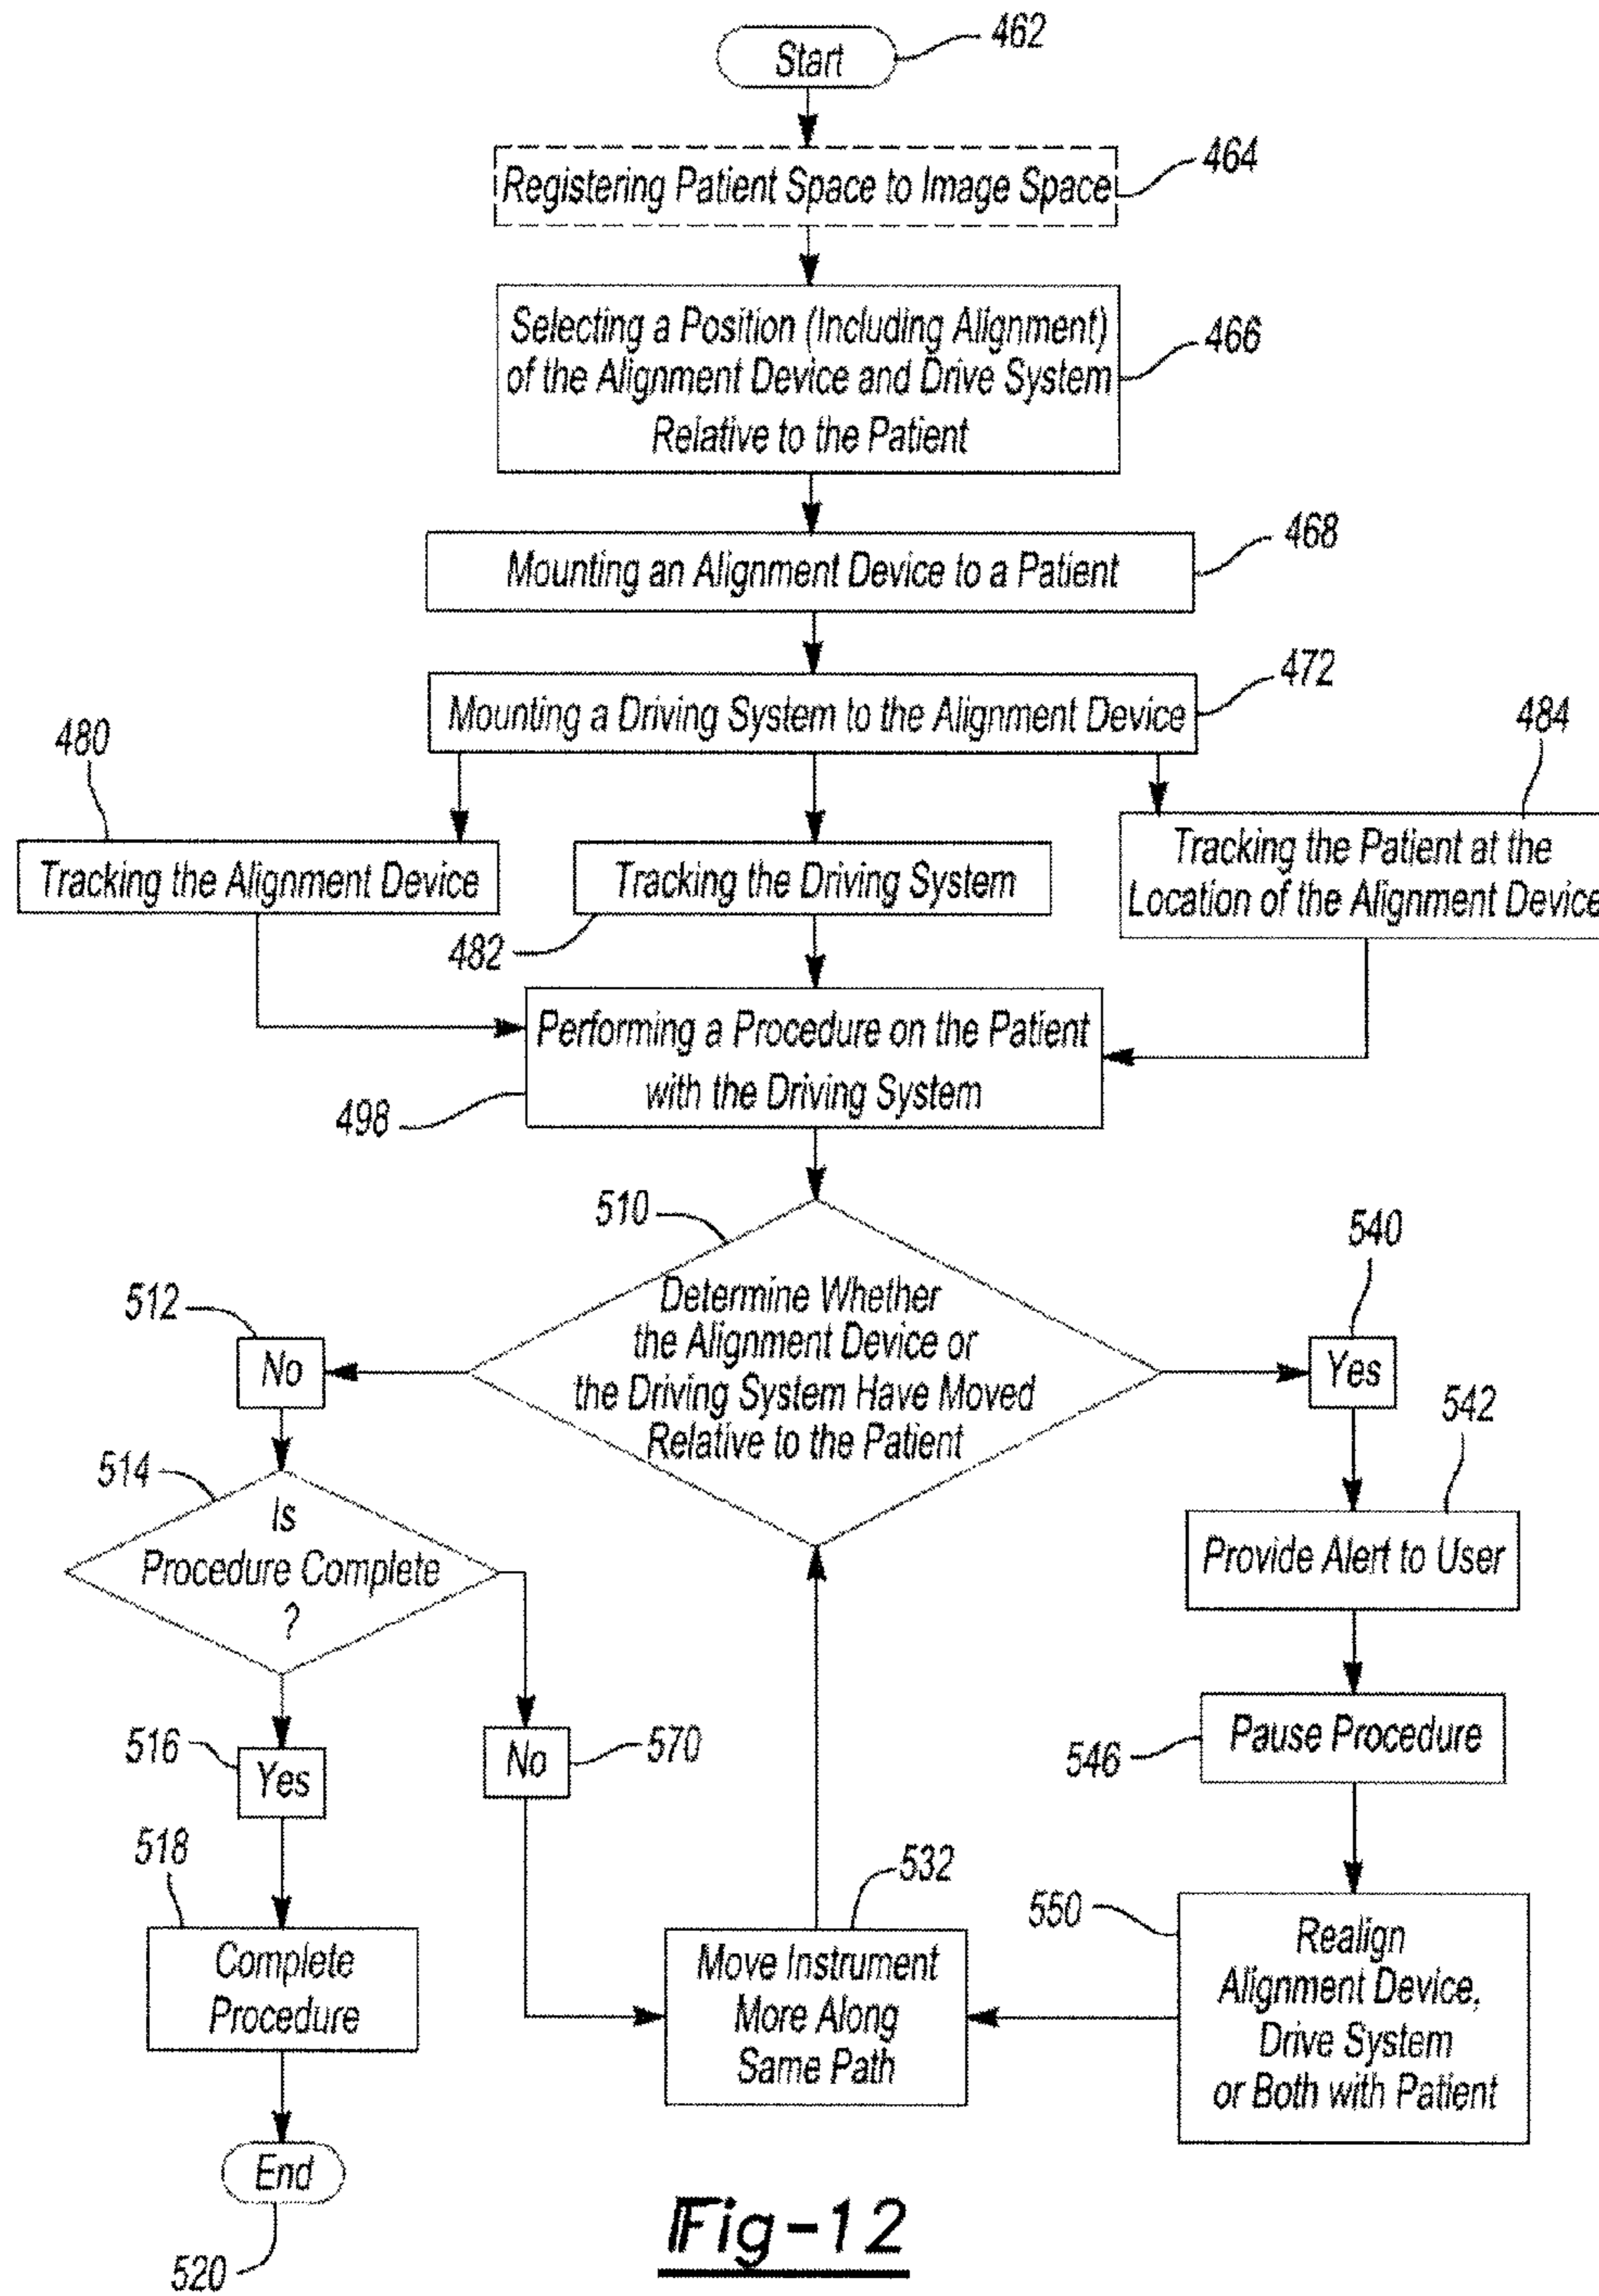 462
Start
464
Registering Patient Space to Image Space
466
Selecting a Position (Including Alignment)
of the Alignment Device and Drive System
Relative to the Patient
468
Mounting an Alignment Device to a Patient
472
Mounting a Driving System to the Alignment Device
480
484
Tracking the Alignment Device
Tracking the Driving System
482
Tracking the Patient at the
Location of the Alignment Device
Performing a Procedure on the Patient
with the Driving System
498
510
Determine Whether
the Alignment Device or
the Driving System Have Moved
Relative to the Patient
512
No
540
Yes
514
Is
Procedure Complete
?
542
Provide Alert to User
516
Yes
No
570
Pause Procedure
546
518
Complete
Procedure
532
Move Instrument
More Along
Same Path
550
Realign
Alignment Device,
Drive System
or Both with Patient
End
520
Fig-12